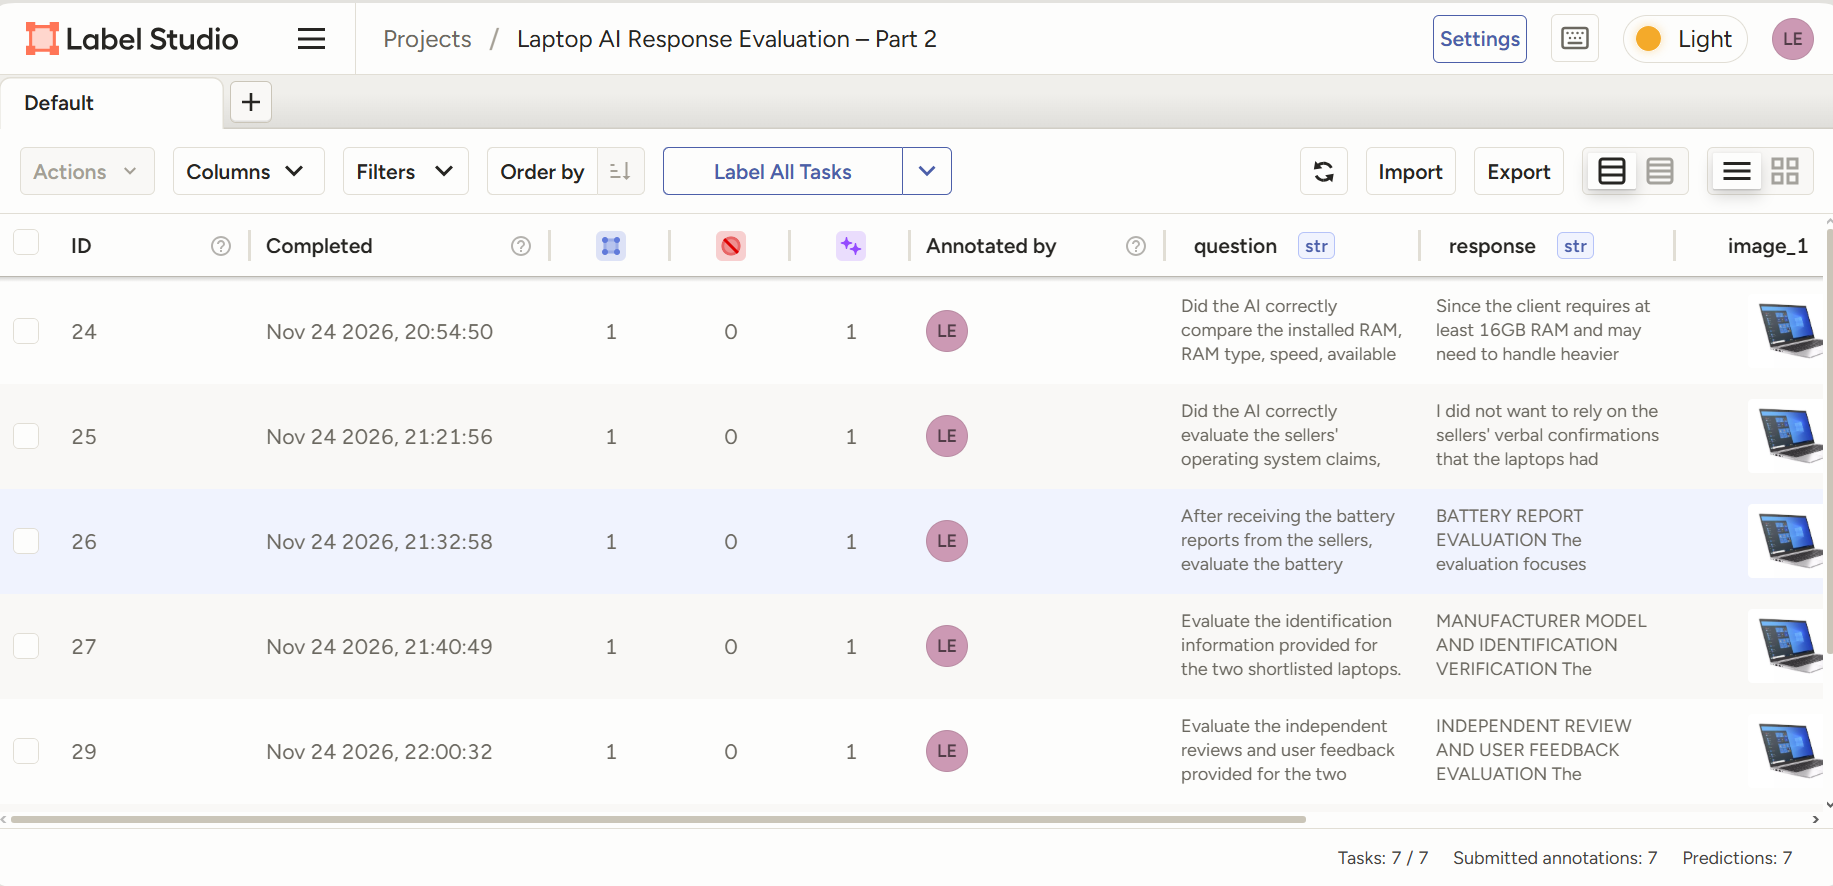 Label Studio
Projects / Laptop AI Response Evaluation – Part 2
Settings
Light
LE
Default
+
Actions
Columns
Filters
Order by
Label All Tasks
Import
Export
ID
Completed
Annotated by
question str
response str
image_1
24
Nov 24 2026, 20:54:50
1
0
1
LE
Did the AI correctly
compare the installed RAM,
RAM type, speed, available
Since the client requires at
least 16GB RAM and may
need to handle heavier
25
Nov 24 2026, 21:21:56
1
0
1
LE
Did the AI correctly
evaluate the sellers'
operating system claims,
I did not want to rely on the
sellers' verbal confirmations
that the laptops had
26
Nov 24 2026, 21:32:58
1
0
1
LE
After receiving the battery
reports from the sellers,
evaluate the battery
BATTERY REPORT
EVALUATION The
evaluation focuses
27
Nov 24 2026, 21:40:49
1
0
1
LE
Evaluate the identification
information provided for
the two shortlisted laptops.
MANUFACTURER MODEL
AND IDENTIFICATION
VERIFICATION The
29
Nov 24 2026, 22:00:32
1
0
1
LE
Evaluate the independent
reviews and user feedback
provided for the two
INDEPENDENT REVIEW
AND USER FEEDBACK
EVALUATION The
Tasks: 7 / 7
Submitted annotations: 7
Predictions: 7